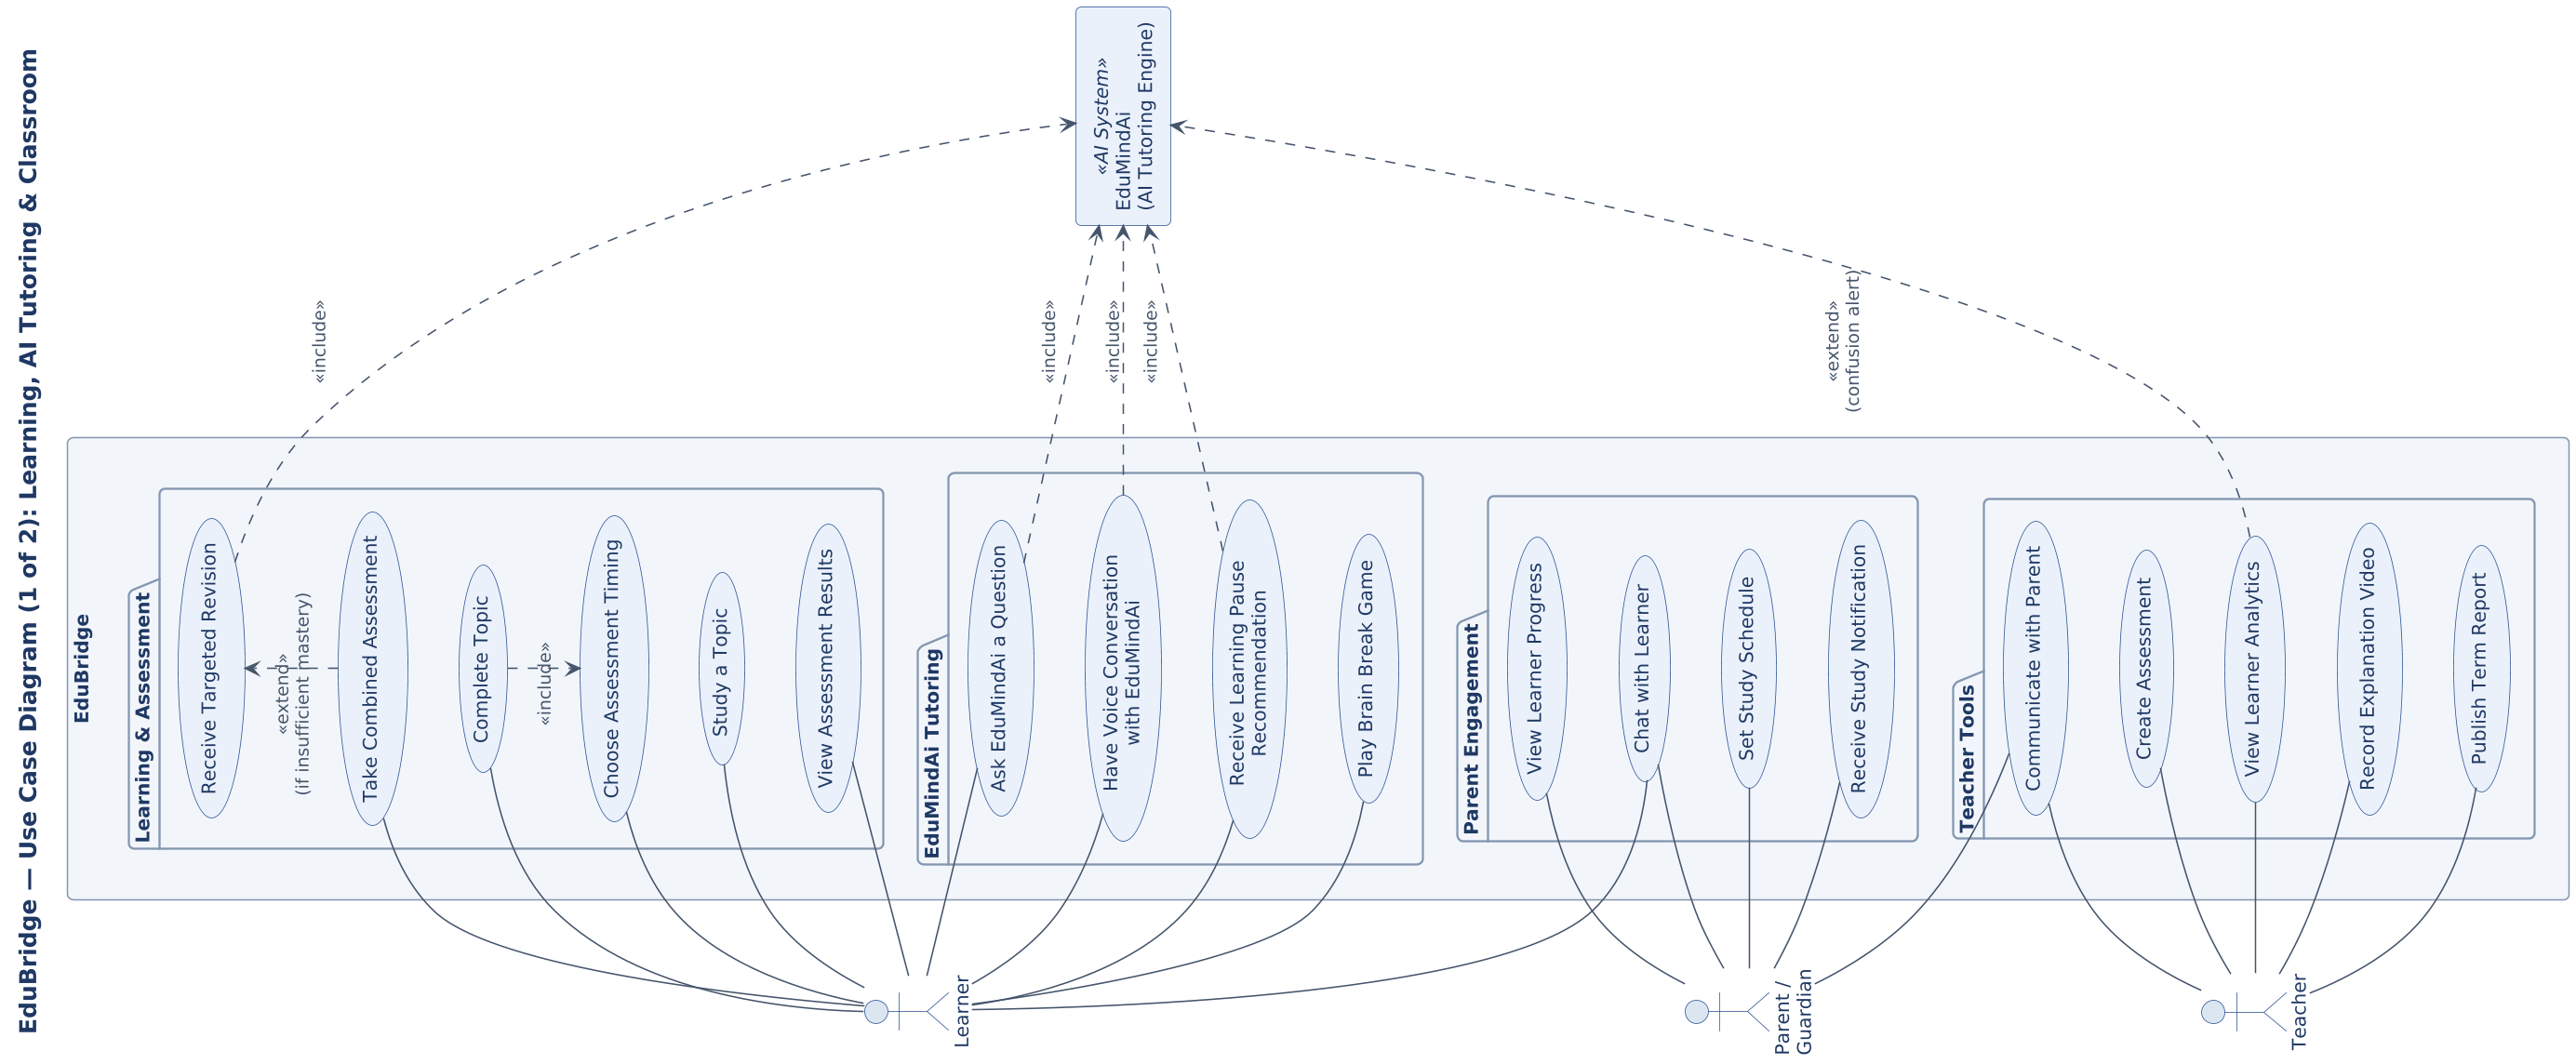 EduBridge — Use Case Diagram (1 of 2): Learning, AI Tutoring & Classroom
EduBridge
Learning & Assessment
Receive Targeted Revision
«extend»
(if insufficient mastery)
Take Combined Assessment
Complete Topic
«include»
Choose Assessment Timing
Study a Topic
View Assessment Results
EduMindAi Tutoring
Ask EduMindAi a Question
Have Voice Conversation
with EduMindAi
Receive Learning Pause
Recommendation
Play Brain Break Game
Parent Engagement
View Learner Progress
Chat with Learner
Set Study Schedule
Receive Study Notification
Teacher Tools
Communicate with Parent
Create Assessment
View Learner Analytics
Record Explanation Video
Publish Term Report
«include»
«include»
«include»
«include»
«extend»
(confusion alert)
«AI System»
EduMindAi
(AI Tutoring Engine)
Learner
Parent /
Guardian
Teacher